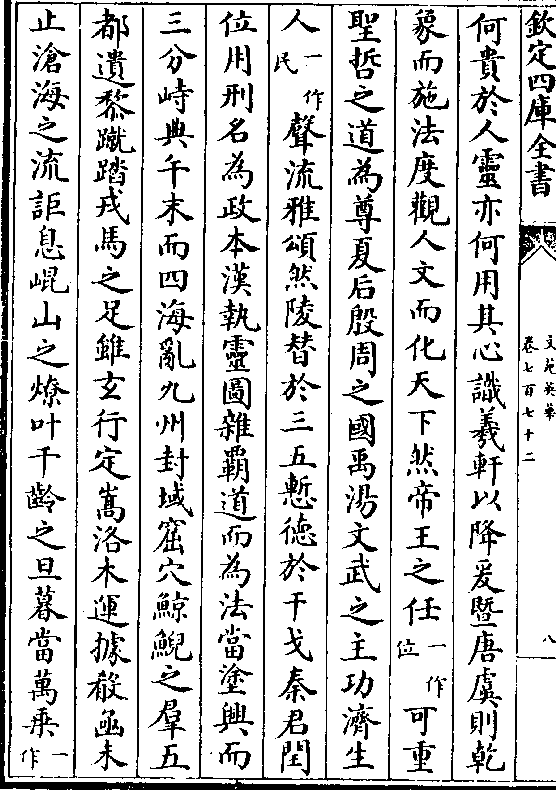 欽定四庫全書
文苑英華
卷七百七十二
八
何貴於人靈亦何用其心識羲軒以降爰暨唐虞則乾
象而施法度觀人文而化天下然帝王之任一作位可重
聖哲之道為尊夏后殷周之國禹湯文武之主功濟生
人一作民聲流雅頌然陵替於三五慙德於干戈秦君閏
位用刑名為政本漢執靈圖雜霸道而為法當塗興而
三分峙典午末而四海亂九州封域窟穴鯨鯢之羣五
都遺黎蹴踏戎馬之足雖玄行定嵩洛木運據殽函未
止滄海之流詎息崐山之燎叶千齡之旦暮當萬乘一作